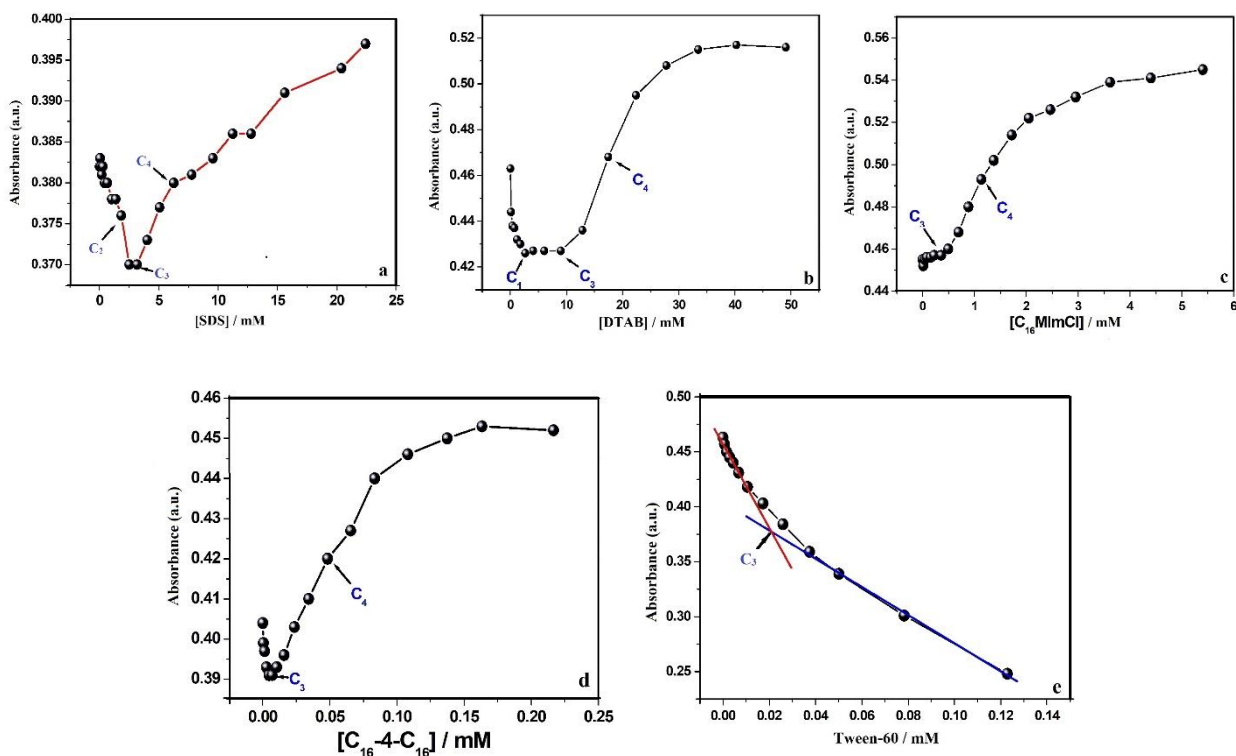 0.400
0.395
0.390
0.385
0.380
0.375
0.370
Absorbance (a.u.)
C2
C3
C4
a
0 5 10 15 20 25
[SDS] / mM
0.52
0.50
0.48
0.46
0.44
0.42
Absorbance (a.u.)
C1
C3
C4
b
0 10 20 30 40 50
[DTAB] / mM
0.56
0.54
0.52
0.50
0.48
0.46
0.44
Absorbance (a.u.)
C3
C4
c
0 1 2 3 4 5 6
[C16MImCl] / mM
0.46
0.45
0.44
0.43
0.42
0.41
0.40
0.39
Absorbance (a.u.)
C4
C3
d
0.00 0.05 0.10 0.15 0.20 0.25
[C16-4-C16] / mM
0.50
0.45
0.40
0.35
0.30
0.25
Absorbance (a.u.)
C3
e
0.00 0.02 0.04 0.06 0.08 0.10 0.12 0.14
Tween-60 / mM